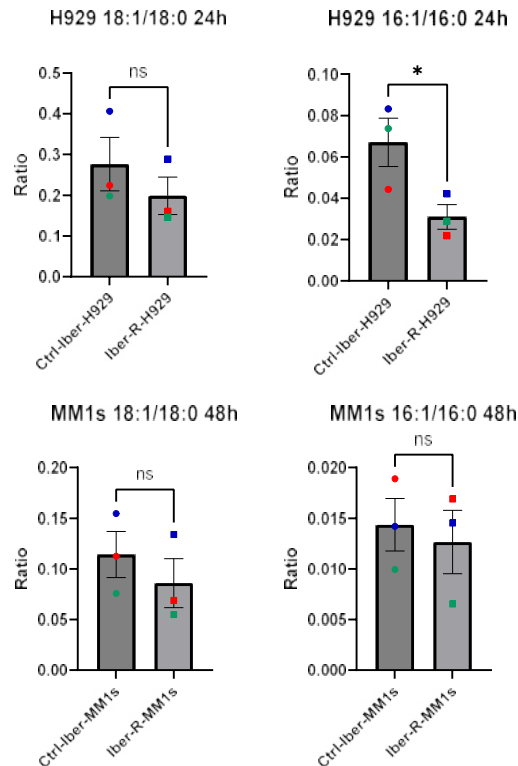 H929 18:1/18:0 24h
ns
0.5
0.4
0.3
0.2
0.1
0.0
Ratio
Ctrl-Iber-H929
Iber-R-H929
H929 16:1/16:0 24h
*
0.10
0.08
0.06
0.04
0.02
0.00
Ratio
Ctrl-Iber-H929
Iber-R-H929
MM1s 18:1/18:0 48h
ns
0.20
0.15
0.10
0.05
0.00
Ratio
Ctrl-Iber-MM1s
Iber-R-MM1s
MM1s 16:1/16:0 48h
ns
0.020
0.015
0.010
0.005
0.000
Ratio
Ctrl-Iber-MM1s
Iber-R-MM1s